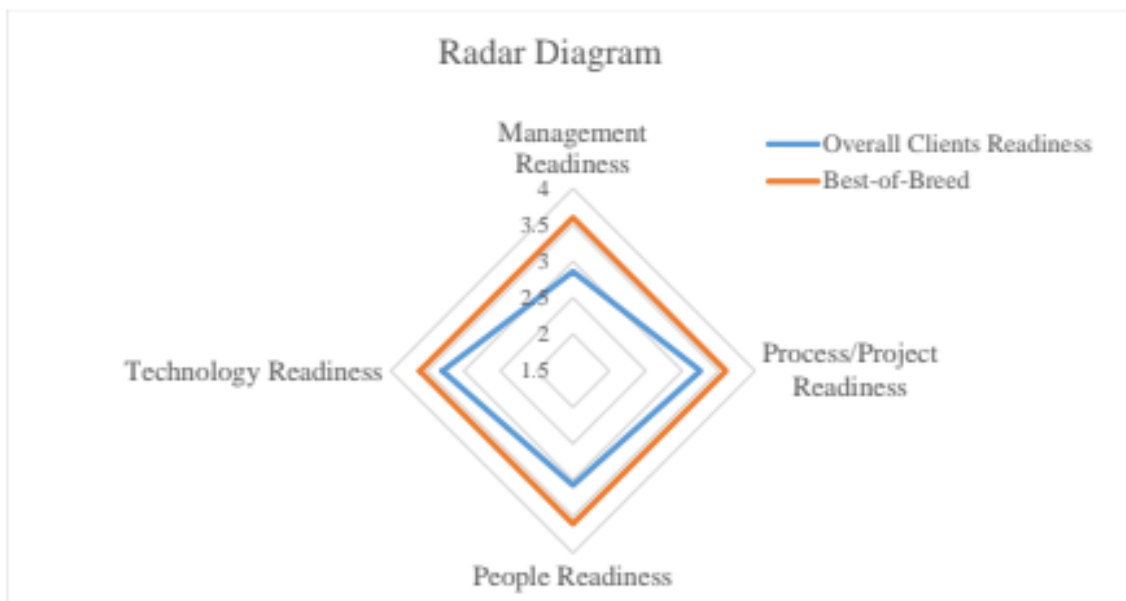 Radar Diagram
Management
Readiness
Overall Clients Readiness
Best-of-Breed
4
3.5
3
2.5
2
1.5
Technology Readiness
Process/Project
Readiness
People Readiness